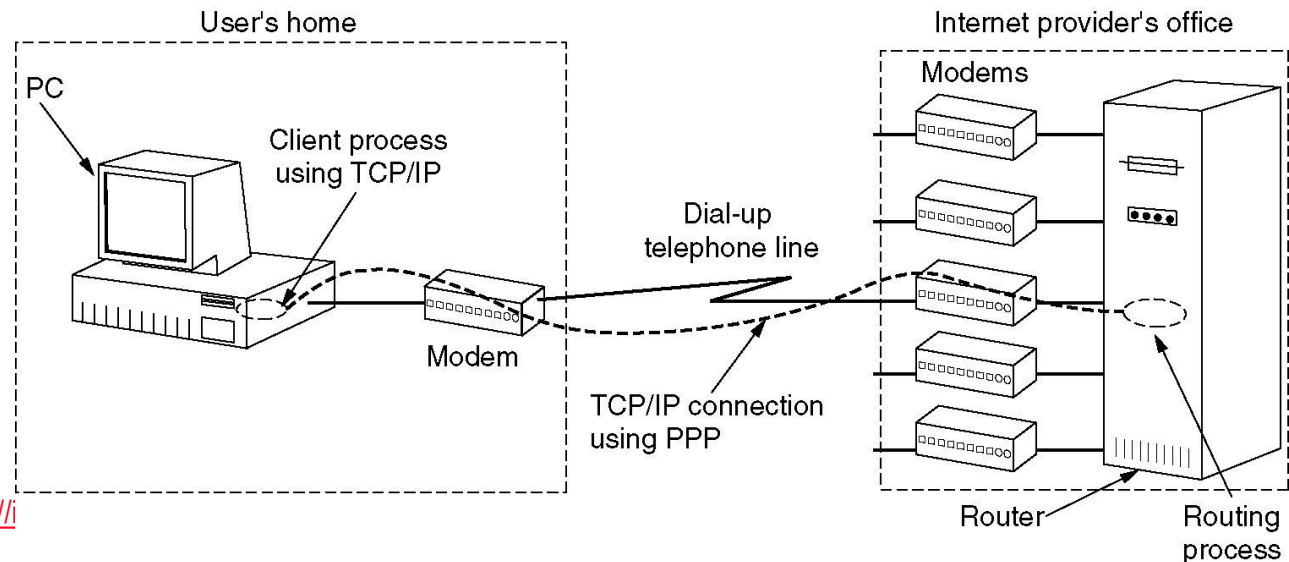 User's home
Internet provider's office
PC
Client process
using TCP/IP
Modems
Dial-up
telephone line
Modem
TCP/IP connection
using PPP
Router
Routing
process